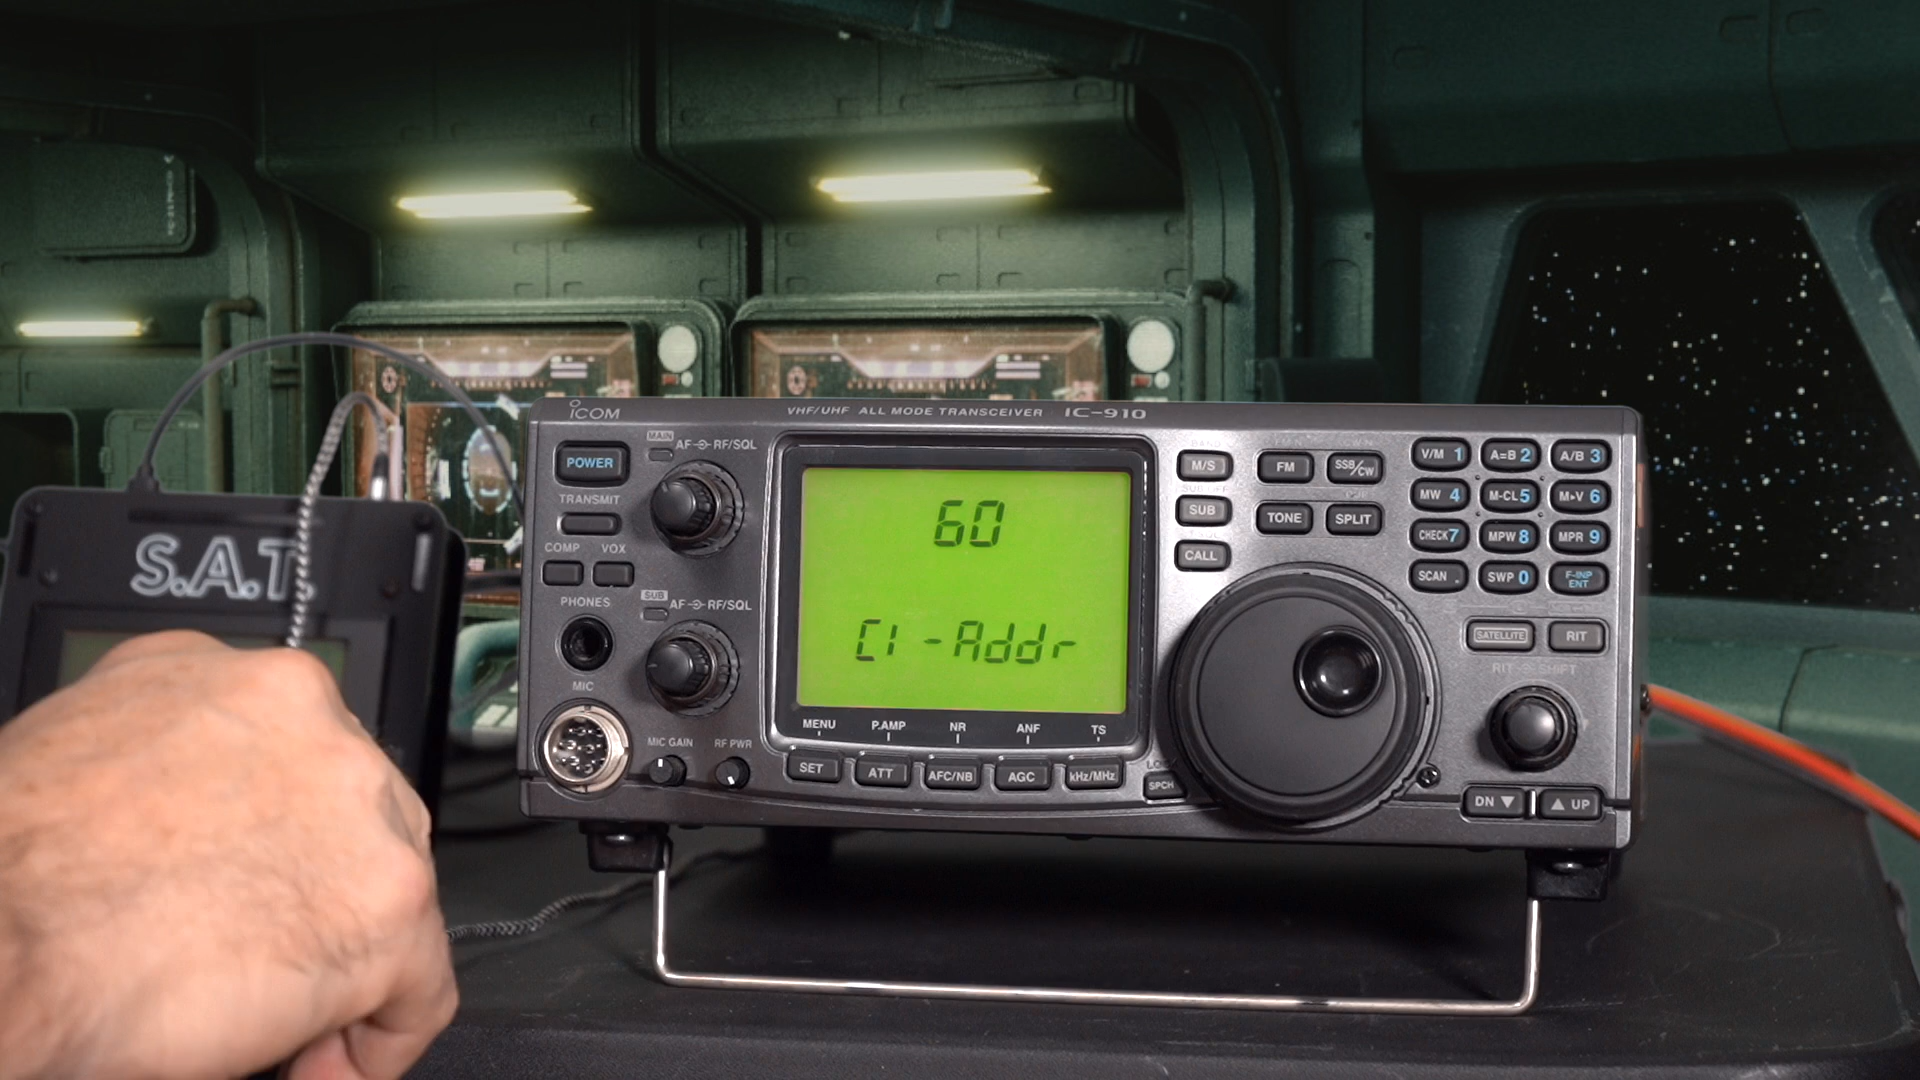 ICOM
VHF/UHF ALL MODE TRANSCEIVER IC-910
POWER
MAIN
AF RF/SQL
TRANSMIT
COMP VOX
PHONES
SUB
AF RF/SQL
MIC
MIC GAIN RF PWR
60
C1-Addr
MENU P.AMP NR ANF TS
SET ATT AFC/NB AGC kHz/MHz
SPCH
M/S
SUB
CALL
FM SSB/CW
TONE SPLIT
V/M 1 A=B 2 A/B 3
MW 4 M-CL 5 M▸V 6
CHECK 7 MPW 8 MPR 9
SCAN . SWP 0 F-INP ENT
SATELLITE RIT
RIT SHIFT
DN ▼ ▲ UP
S.A.T.